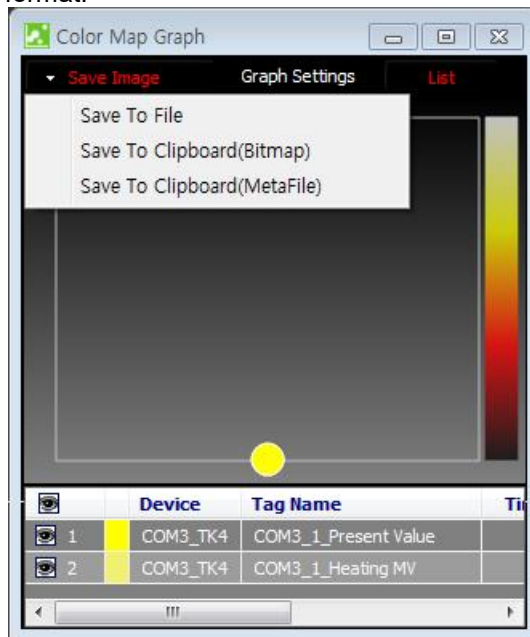 format.
Color Map Graph
Save Image Graph Settings List
Save To File
Save To Clipboard(Bitmap)
Save To Clipboard(MetaFile)
Device Tag Name
1 COM3_TK4 COM3_1_Present Value
2 COM3_TK4 COM3_1_Heating MV